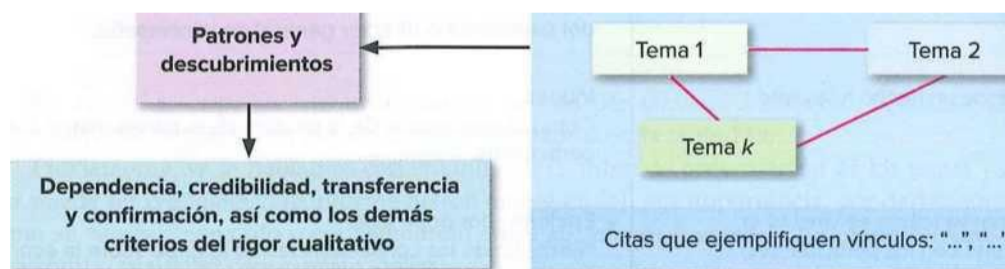 Patrones y
descubrimientos
Tema 1
Tema 2
Tema k
Dependencia, credibilidad, transferencia
y confirmación, así como los demás
criterios del rigor cualitativo
Citas que ejemplifiquen vínculos: “...”, “...”